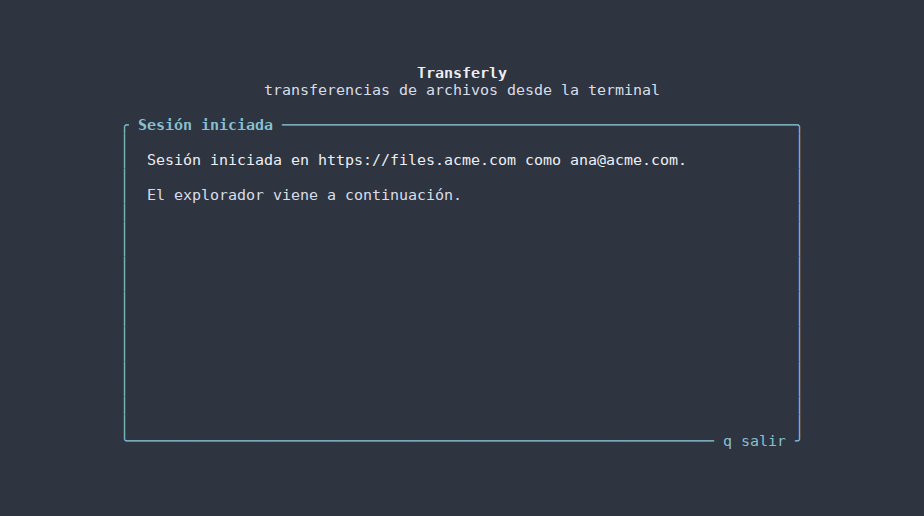 Transferly
transferencias de archivos desde la terminal
Sesión iniciada
Sesión iniciada en https://files.acme.com como ana@acme.com.
El explorador viene a continuación.
q salir